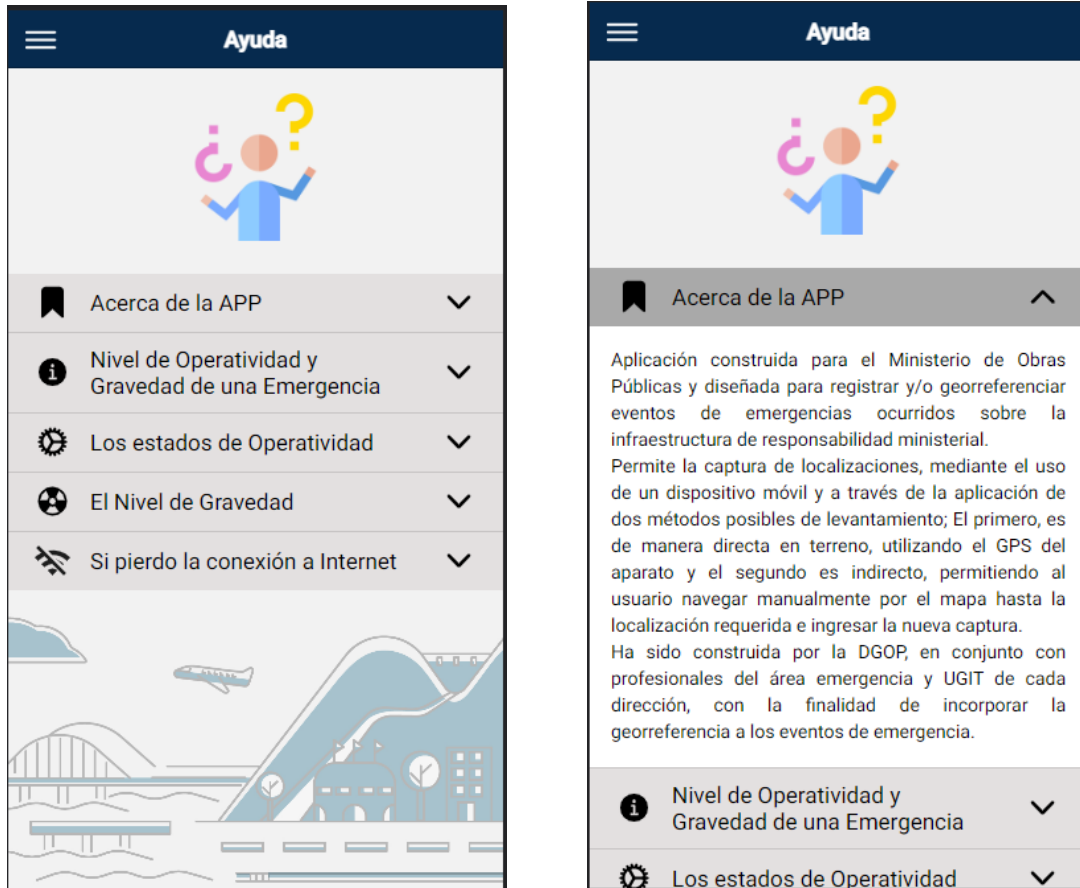 Ayuda
Acerca de la APP
Nivel de Operatividad y
Gravedad de una Emergencia
Los estados de Operatividad
El Nivel de Gravedad
Si pierdo la conexión a Internet
Ayuda
Acerca de la APP
Aplicación construida para el Ministerio de Obras
Públicas y diseñada para registrar y/o georreferenciar
eventos de emergencias ocurridos sobre la
infraestructura de responsabilidad ministerial.
Permite la captura de localizaciones, mediante el uso
de un dispositivo móvil y a través de la aplicación de
dos métodos posibles de levantamiento; El primero, es
de manera directa en terreno, utilizando el GPS del
aparato y el segundo es indirecto, permitiendo al
usuario navegar manualmente por el mapa hasta la
localización requerida e ingresar la nueva captura.
Ha sido construida por la DGOP, en conjunto con
profesionales del área emergencia y UGIT de cada
dirección, con la finalidad de incorporar la
georreferencia a los eventos de emergencia.
Nivel de Operatividad y
Gravedad de una Emergencia
Los estados de Operatividad